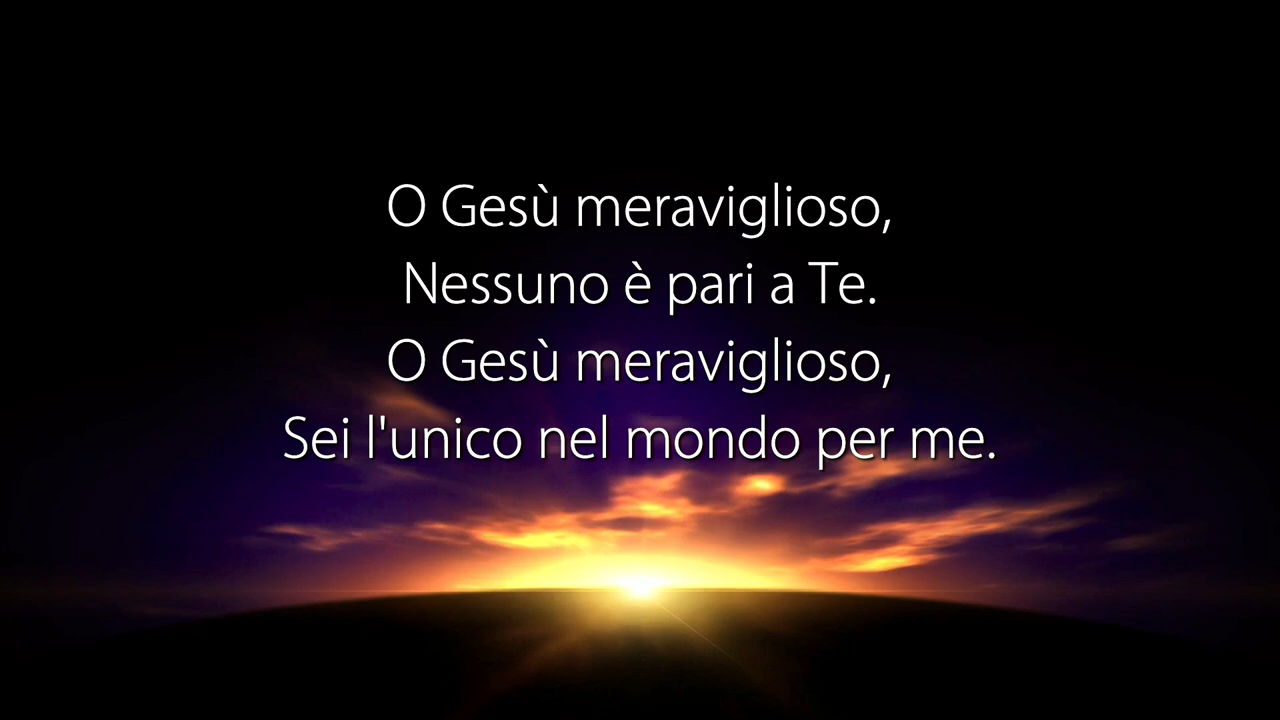 O Gesù meraviglioso,
Nessuno è pari a Te.
O Gesù meraviglioso,
Sei l'unico nel mondo per me.